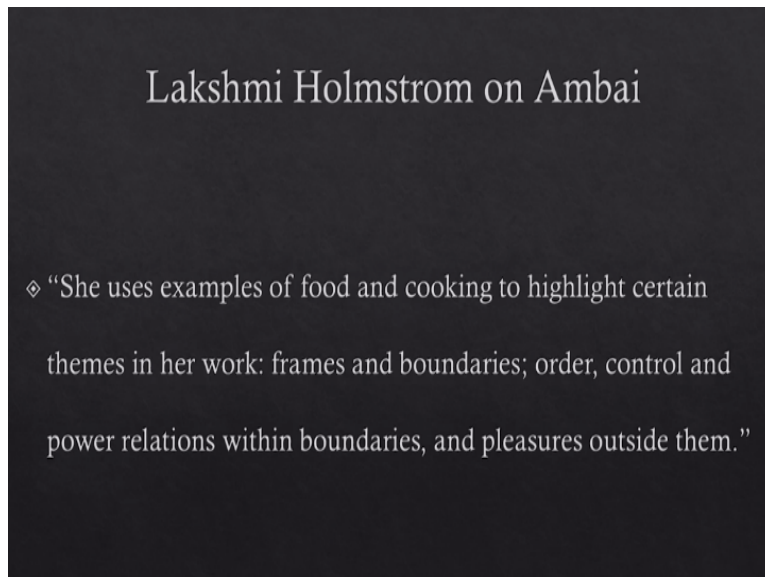 Lakshmi Holmstrom on Ambai
“She uses examples of food and cooking to highlight certain
themes in her work: frames and boundaries; order, control and
power relations within boundaries, and pleasures outside them.”